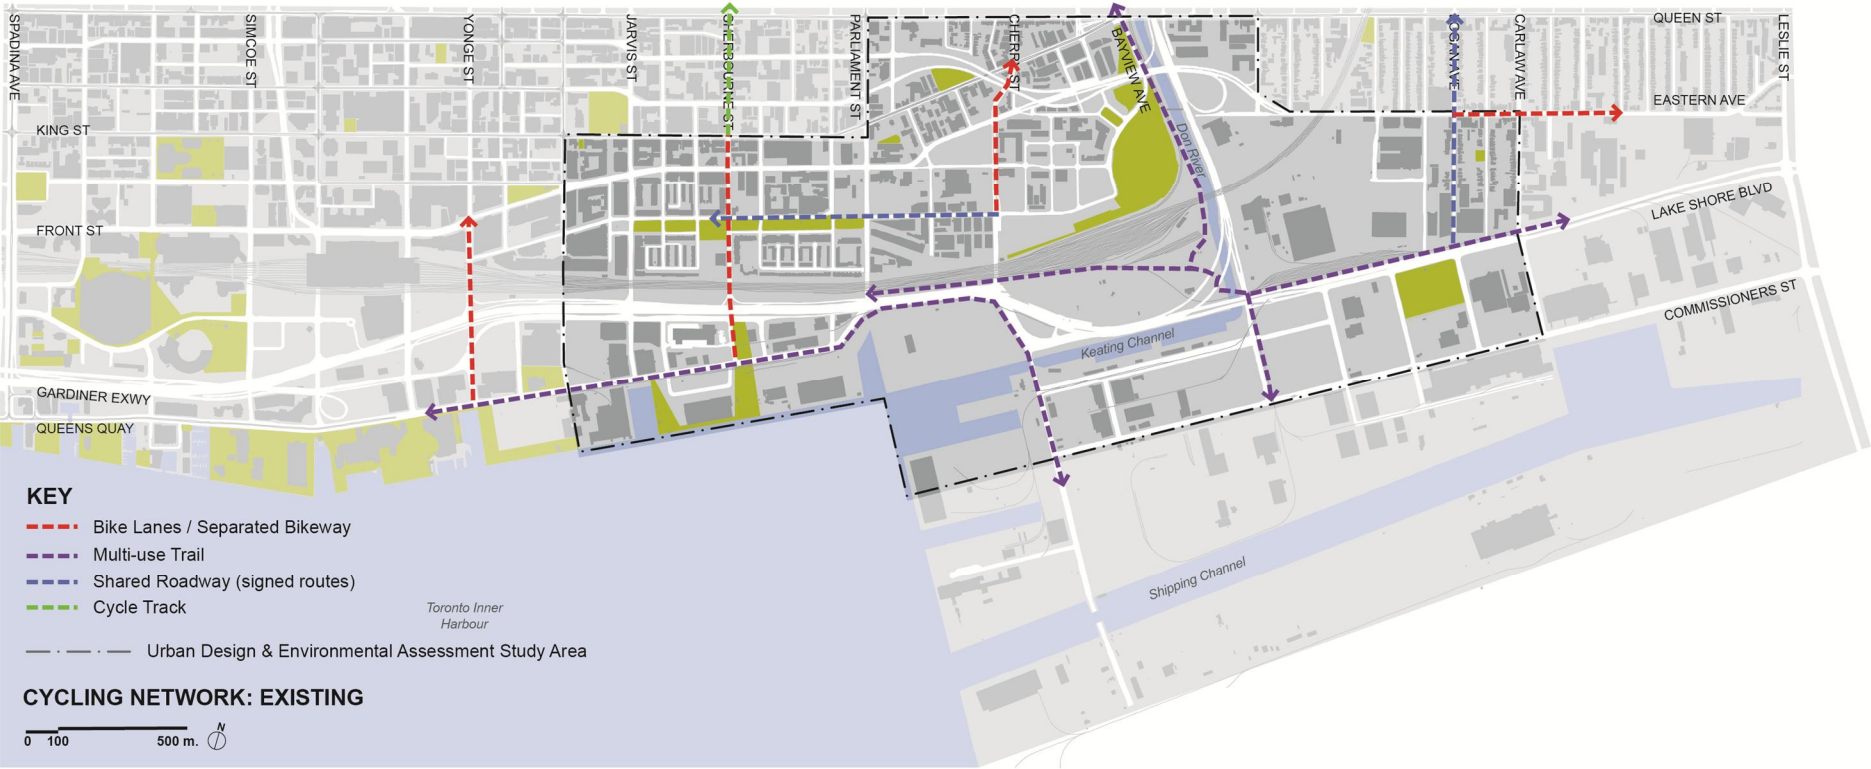 SPADINA AVE
SIMCOE ST
YONGE ST
JARVIS ST
SHERBOURNE ST
PARLIAMENT ST
CHERRY ST
BAYVIEW AVE
CARLAW AVE
QUEEN ST
LESLIE ST
EASTERN AVE
KING ST
Don River
LAKE SHORE BLVD
FRONT ST
COMMISSIONERS ST
Keating Channel
GARDINER EXWY
QUEENS QUAY
Shipping Channel
KEY
Bike Lanes / Separated Bikeway
Multi-use Trail
Shared Roadway (signed routes)
Cycle Track
Toronto Inner
Harbour
Urban Design & Environmental Assessment Study Area
CYCLING NETWORK: EXISTING
N
0 100 500 m.